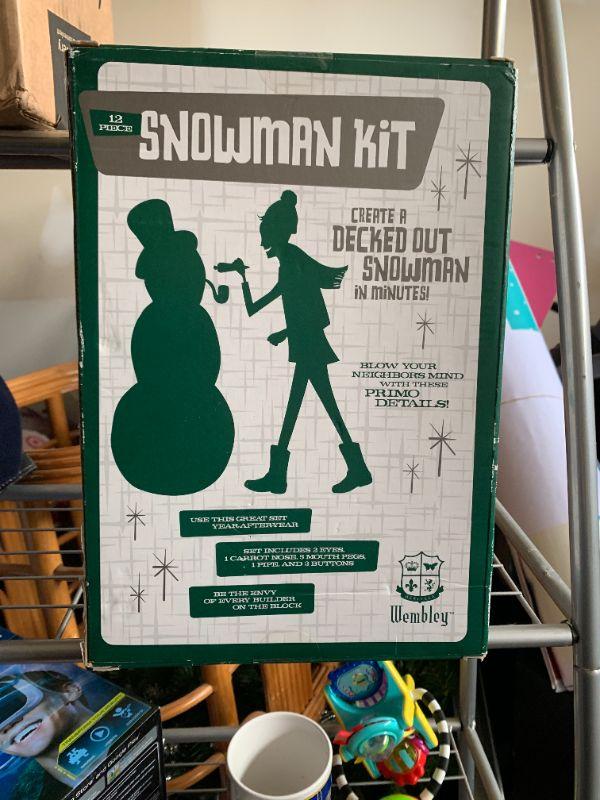 12
PIECE
SNOWMAN KiT
CREATE A
DECKED OUT
SNOWMAN
iN MiNUTES!
BLOW YOUR
NEIGHBORS MIND
WITH THESE
PRIMO
DETAILS!
USE THIS GREAT SET
YEAR AFTER YEAR
SET INCLUDES 2 EYES,
1 CARROT NOSE, 5 MOUTH PEGS,
1 PIPE, AND 3 BUTTONS
BE THE ENVY
OF EVERY BUILDER
ON THE BLOCK
Wembley™